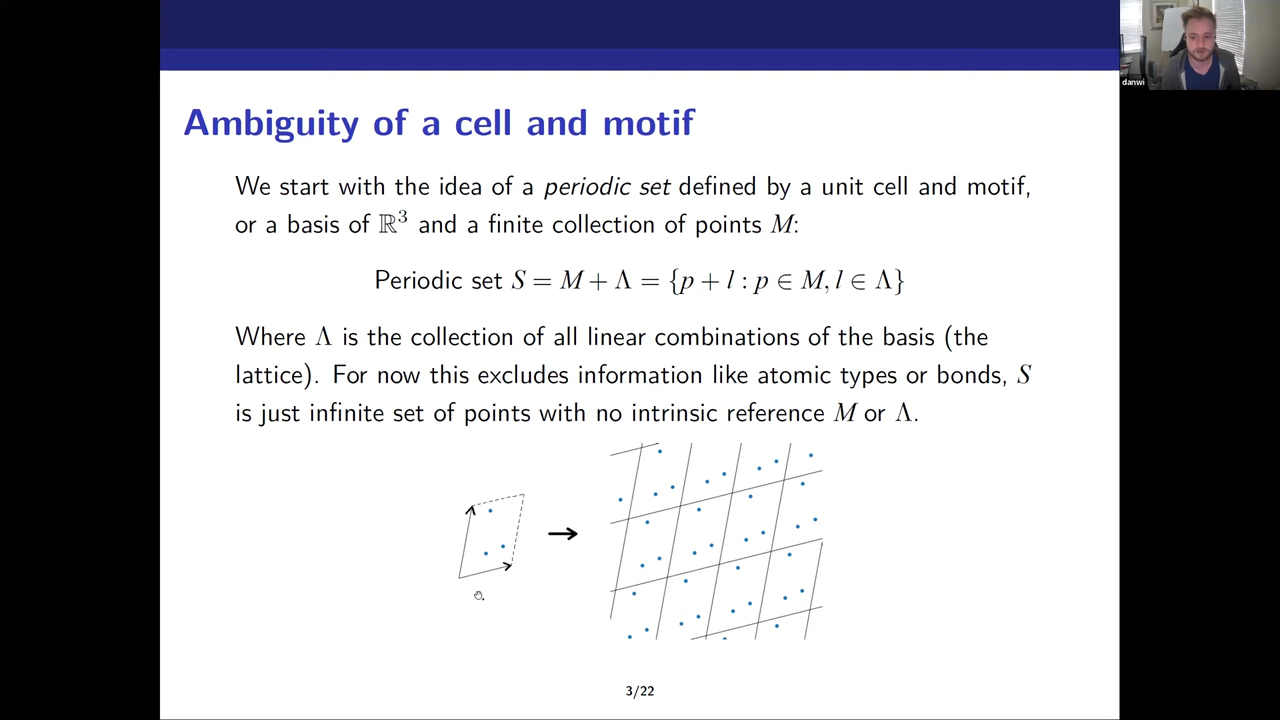 danwi
Ambiguity of a cell and motif
We start with the idea of a periodic set defined by a unit cell and motif,
or a basis of ℝ³ and a finite collection of points M:
Periodic set S = M + Λ = {p + l : p ∈ M, l ∈ Λ}
Where Λ is the collection of all linear combinations of the basis (the
lattice). For now this excludes information like atomic types or bonds, S
is just infinite set of points with no intrinsic reference M or Λ.
3/22